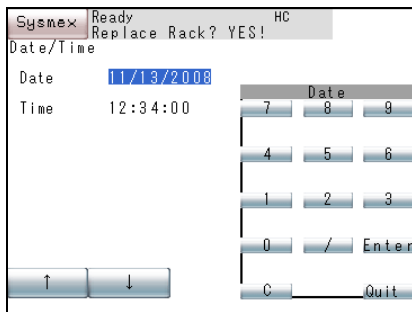 Sysmex Ready HC
Replace Rack? YES!
Date/Time
Date 11/13/2008
Time 12:34:00
Date
7 8 9
4 5 6
1 2 3
0 / Enter
C Quit
↑ ↓